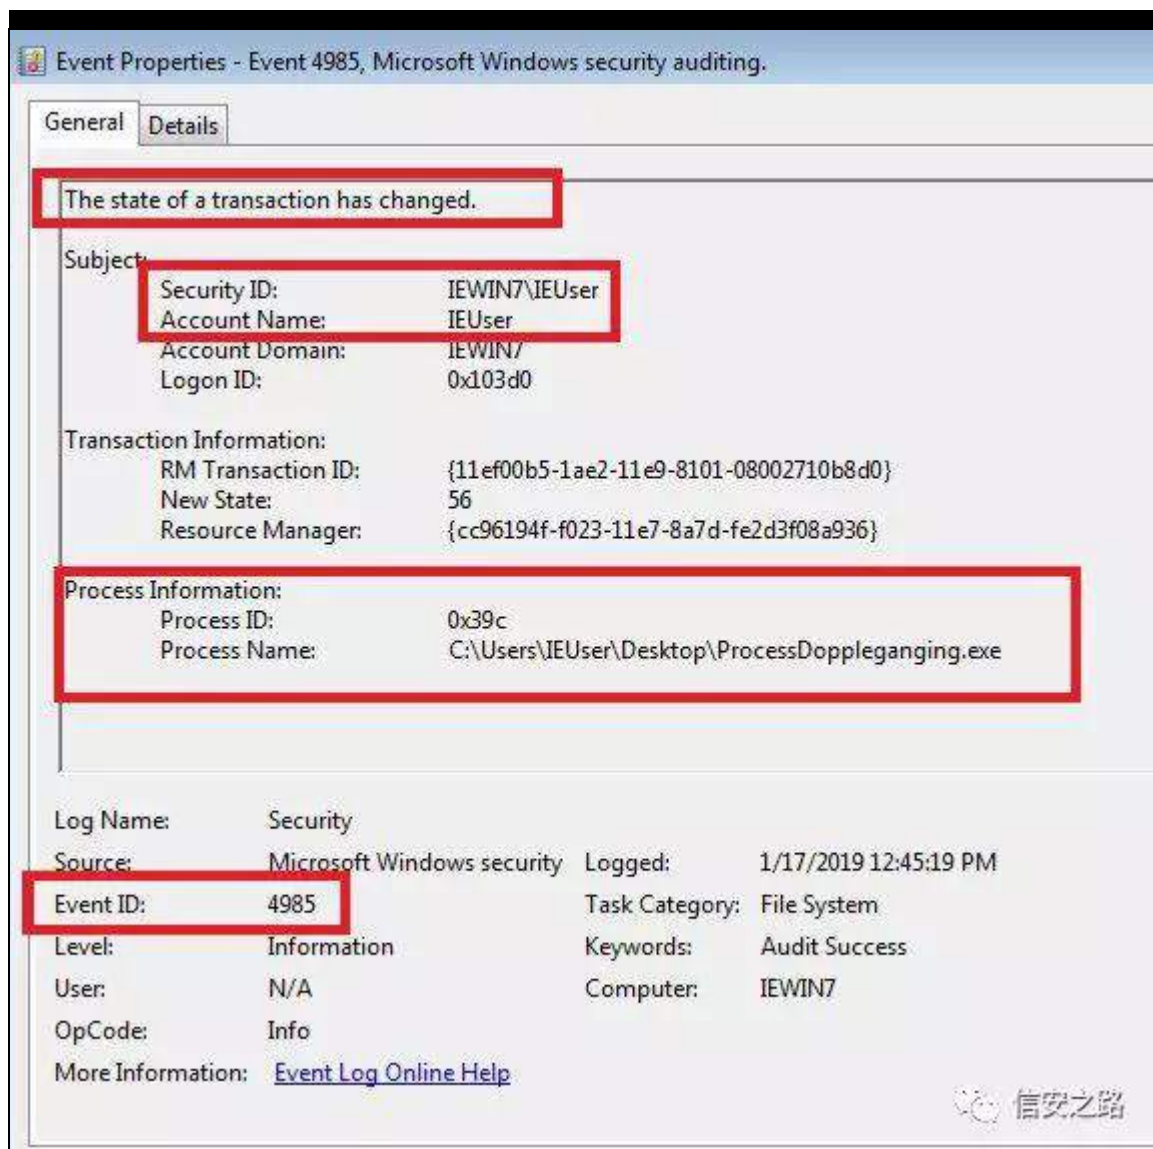 Event Properties - Event 4985, Microsoft Windows security auditing.
General Details
The state of a transaction has changed.
Subject:
Security ID: IEWIN7\IEUser
Account Name: IEUser
Account Domain: IEWIN7
Logon ID: 0x103d0
Transaction Information:
RM Transaction ID: {11ef00b5-1ae2-11e9-8101-08002710b8d0}
New State: 56
Resource Manager: {cc96194f-f023-11e7-8a7d-fe2d3f08a936}
Process Information:
Process ID: 0x39c
Process Name: C:\Users\IEUser\Desktop\ProcessDoppleganging.exe
Log Name: Security
Source: Microsoft Windows security Logged: 1/17/2019 12:45:19 PM
Event ID: 4985 Task Category: File System
Level: Information Keywords: Audit Success
User: N/A Computer: IEWIN7
OpCode: Info
More Information: Event Log Online Help
信安之路